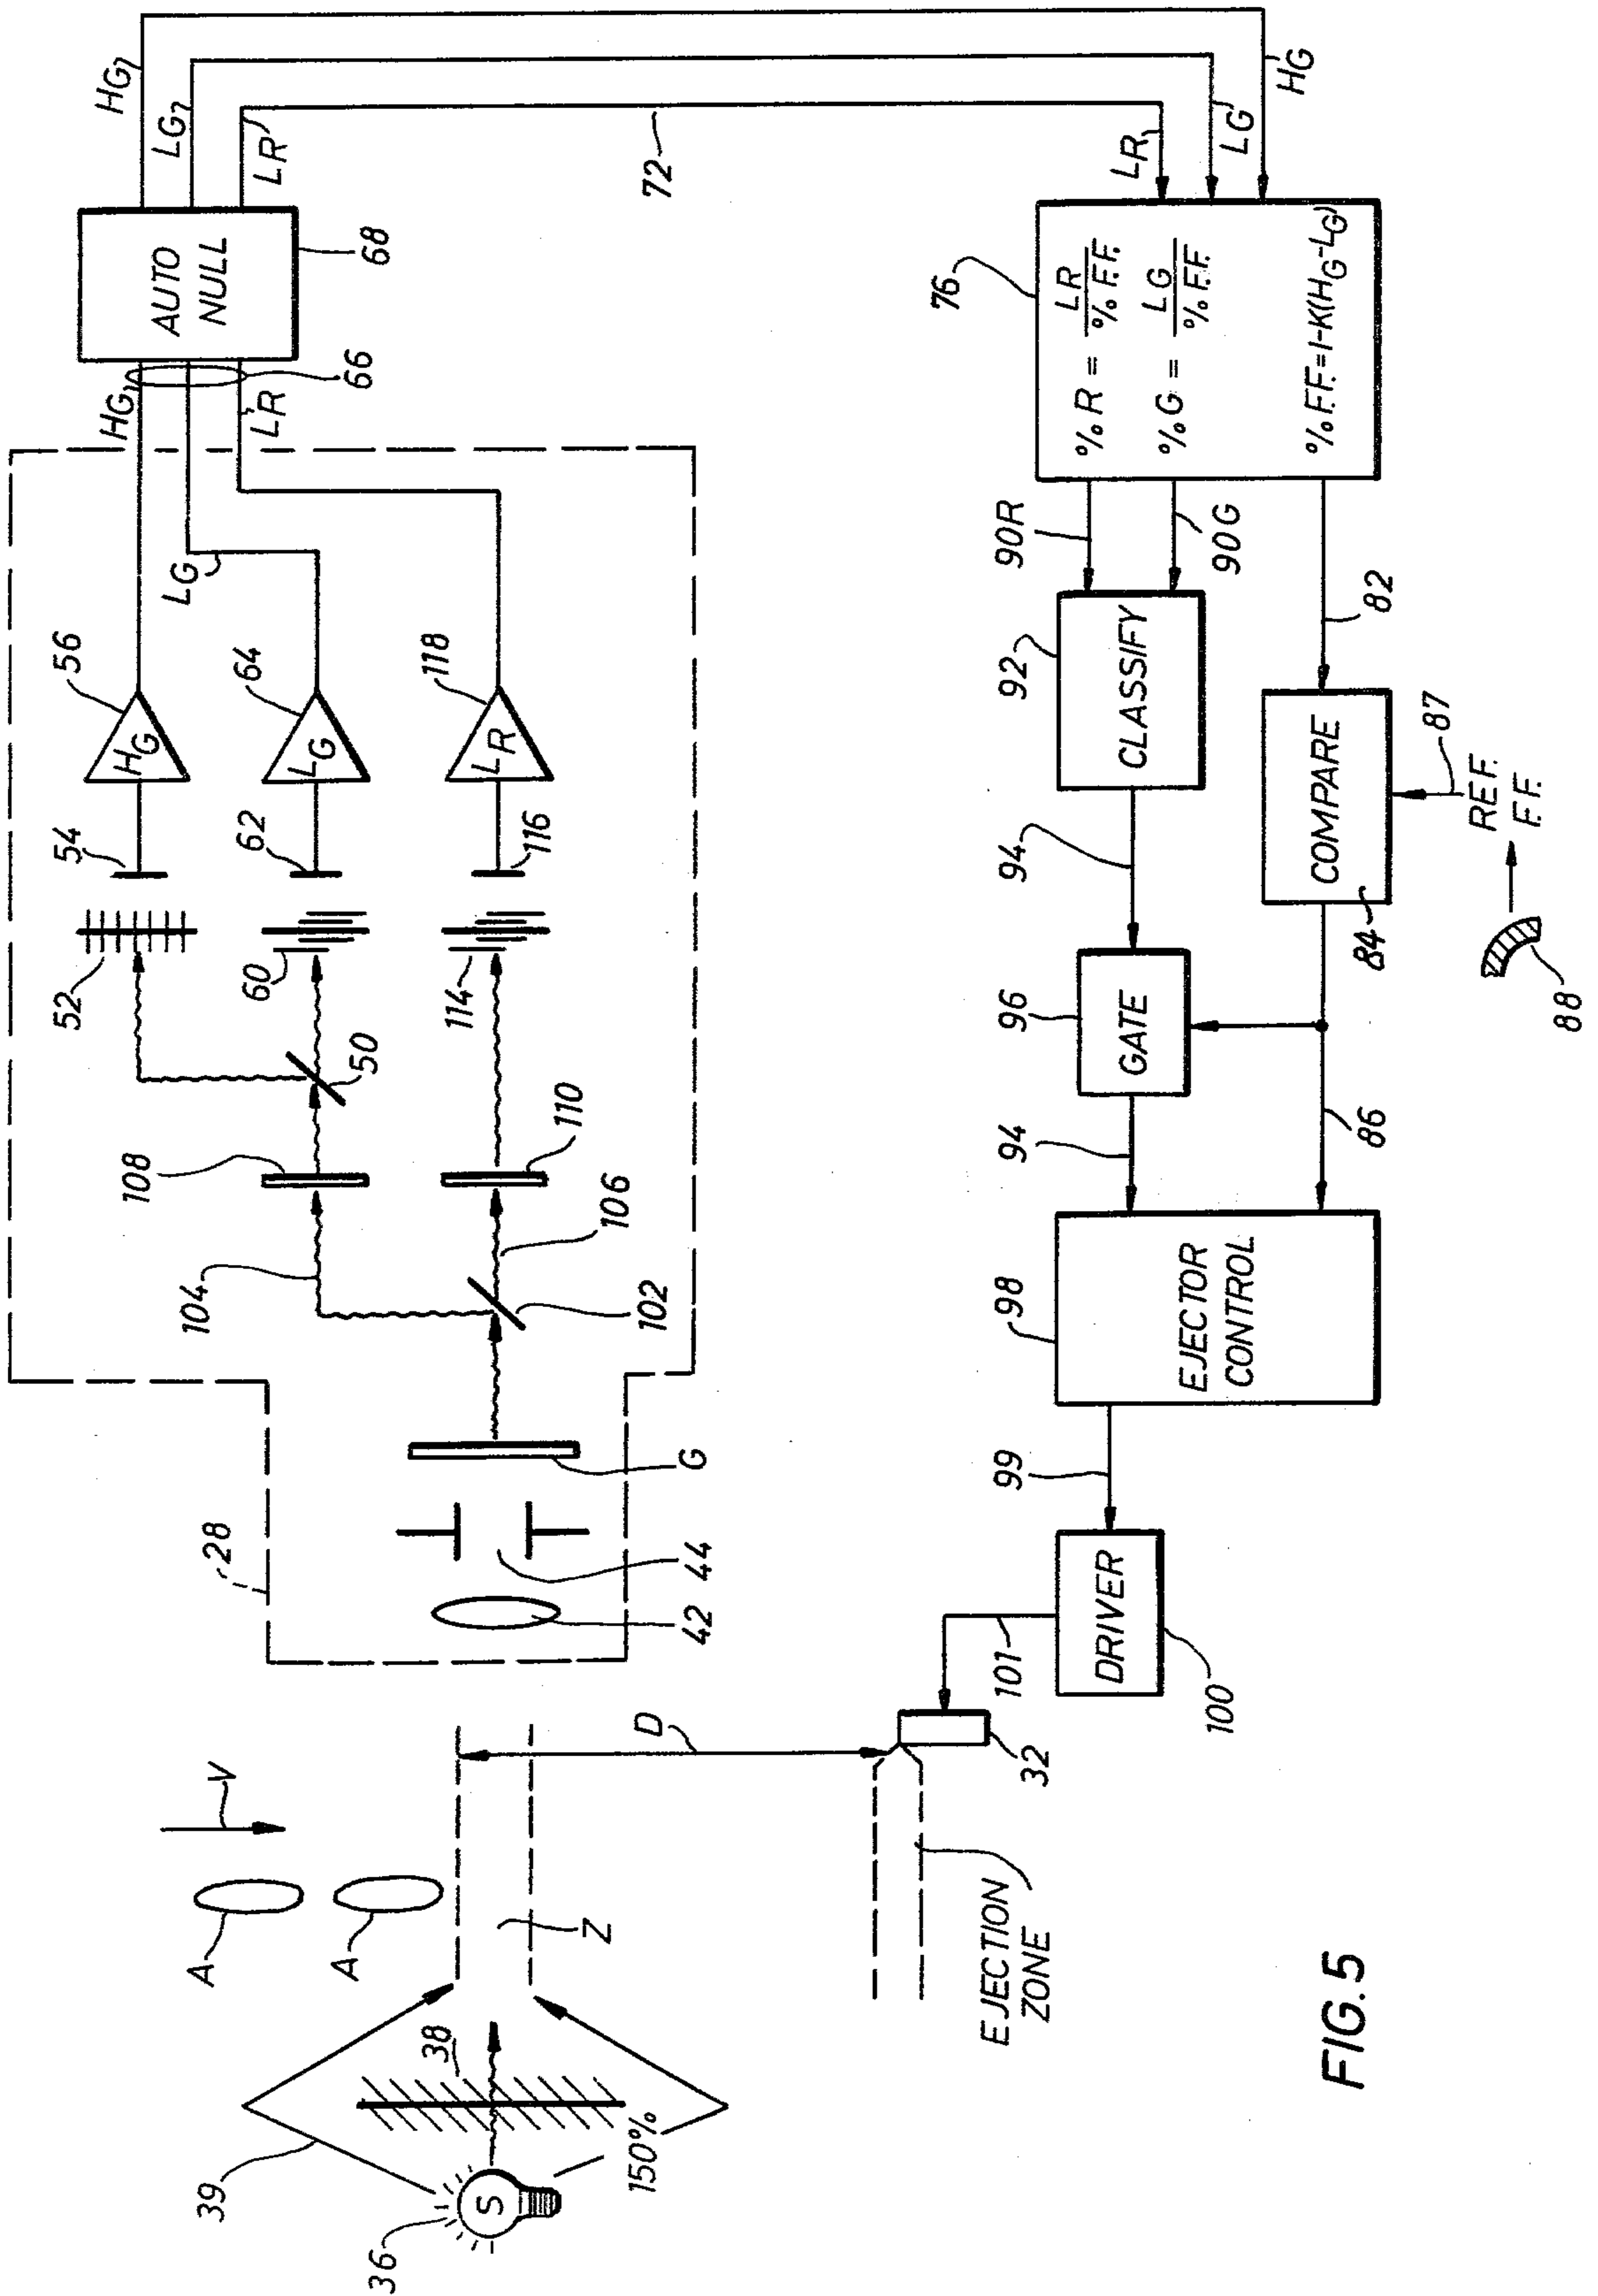 HG
LG
LR
72
LR
LG
HG
AUTO
NULL
68
66
HG
LR
LG
56
HG
64
LG
118
LR
54
62
116
52
60
114
50
108
110
104
106
102
G
28
44
42
76
% R = LR / % F.F.
% G = LG / % F.F.
% F.F. = 1-K(HG-LG)
90R
90G
82
92
CLASSIFY
COMPARE
84
87
REF.
F.F.
88
94
96
GATE
94
86
98
EJECTOR
CONTROL
99
DRIVER
100
101
32
D
V
A
A
Z
EJECTION
ZONE
38
39
36
S
150%
FIG.5